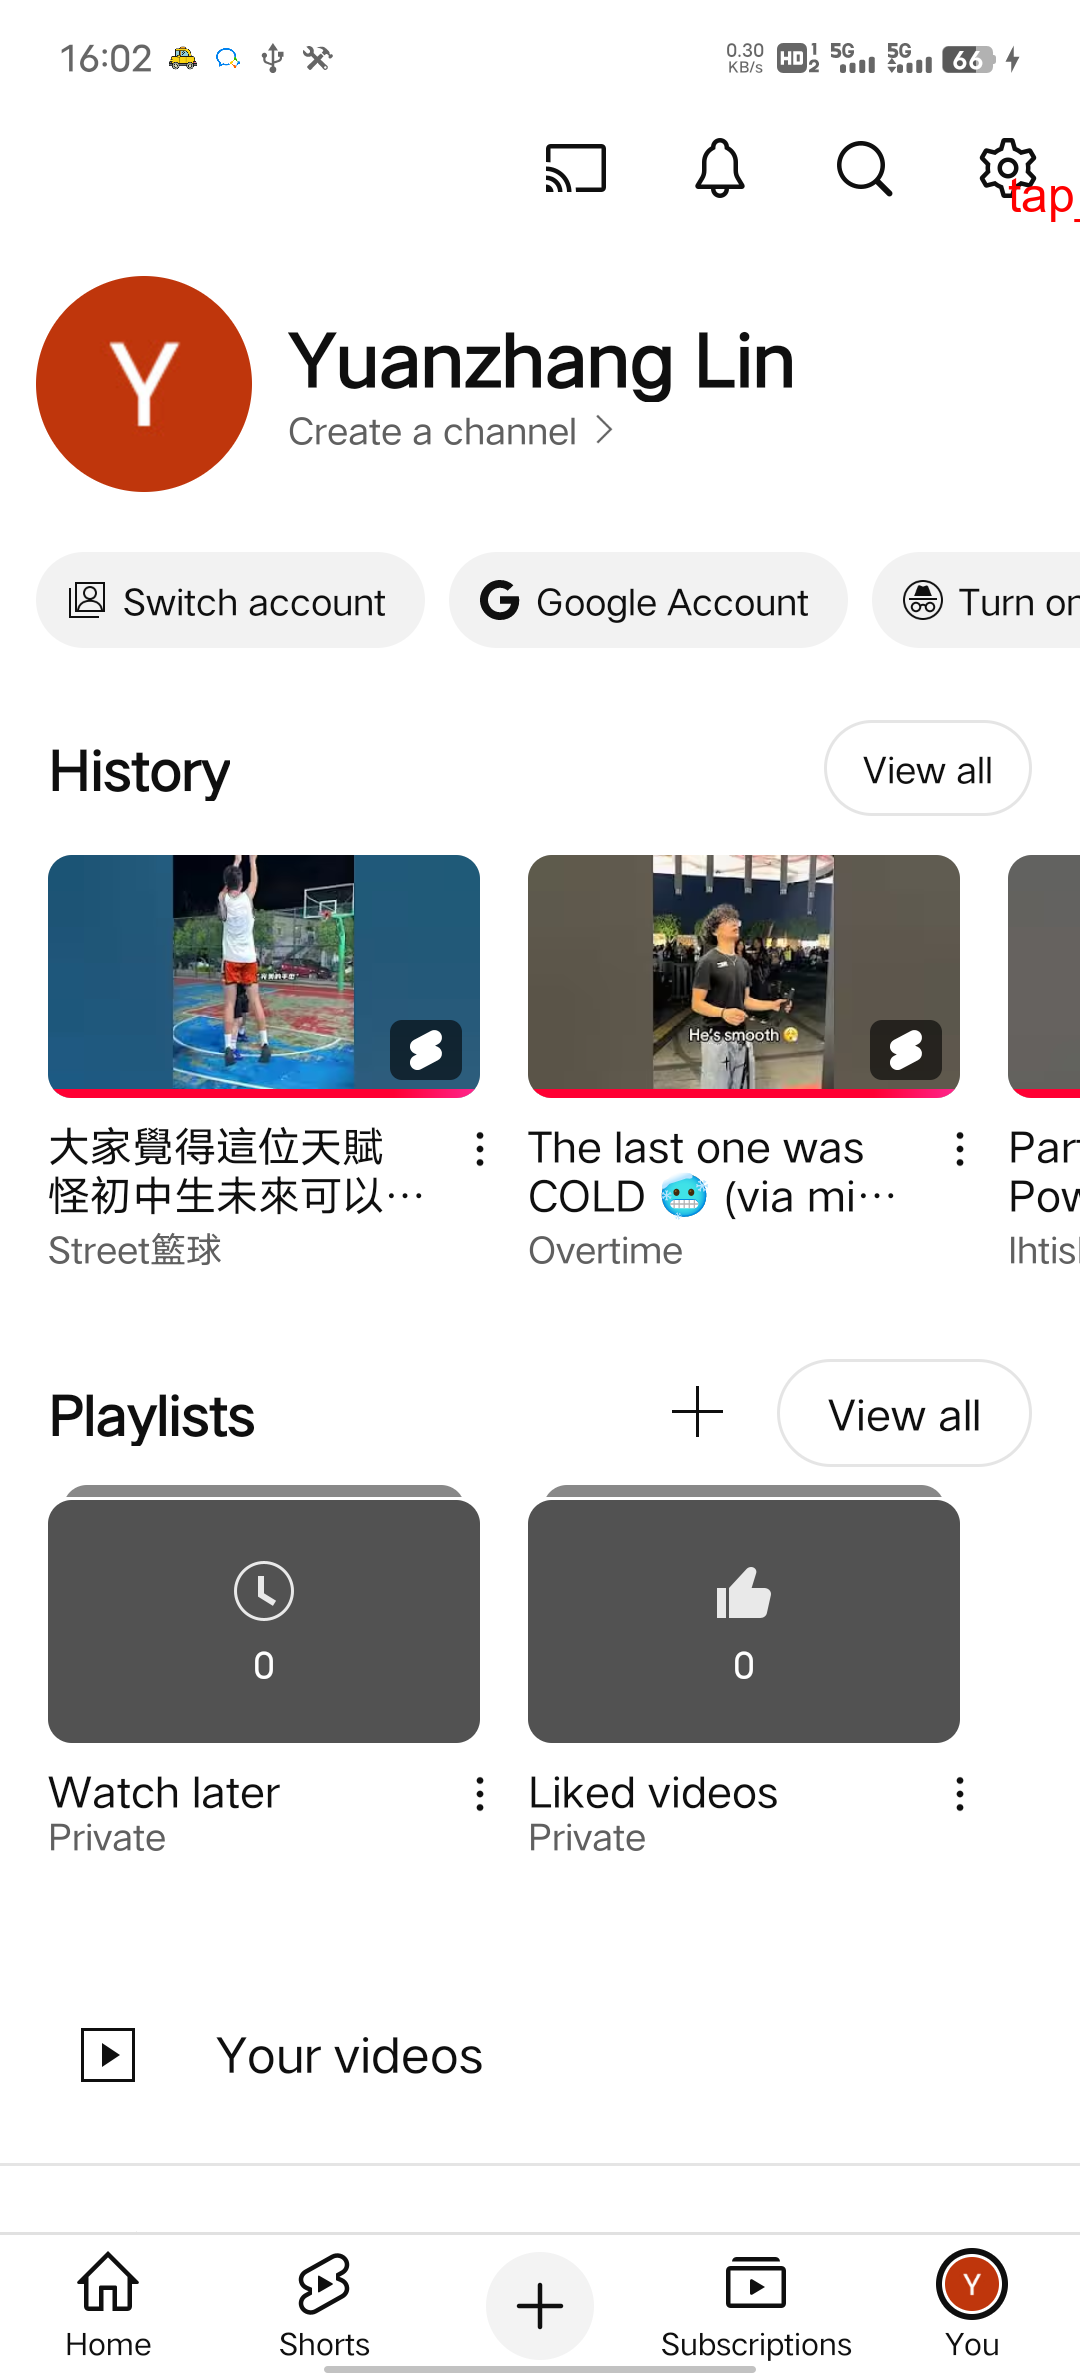 16:02
0.30
KB/s
HD 1 2
5G
5G
66
tap_
Y
Yuanzhang Lin
Create a channel
Switch account
Google Account
Turn on
History
View all
He's smooth 😮‍💨
大家覺得這位天賦
怪初中生未來可以…
Street籃球
The last one was
COLD 🥶 (via mi…
Overtime
Par
Pow
Ihtis
Playlists
View all
0
0
Watch later
Private
Liked videos
Private
Your videos
Home
Shorts
Subscriptions
Y
You